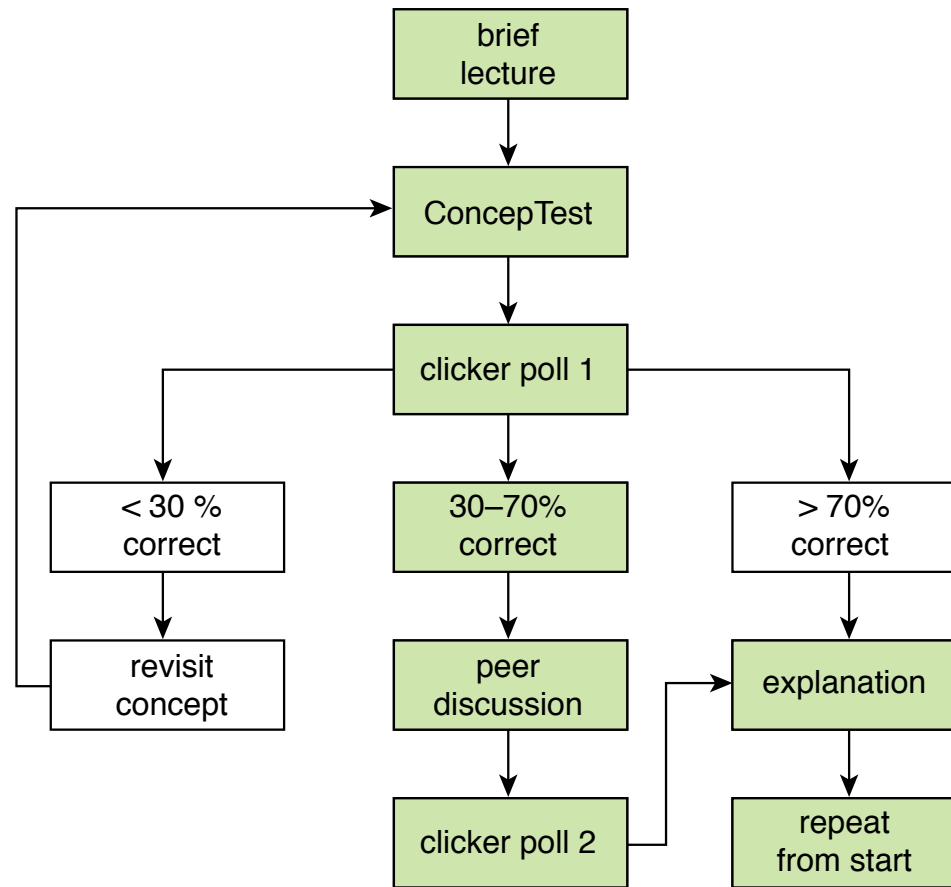 brief
lecture
ConcepTest
clicker poll 1
< 30 %
correct
30–70%
correct
> 70%
correct
revisit
concept
peer
discussion
explanation
clicker poll 2
repeat
from start